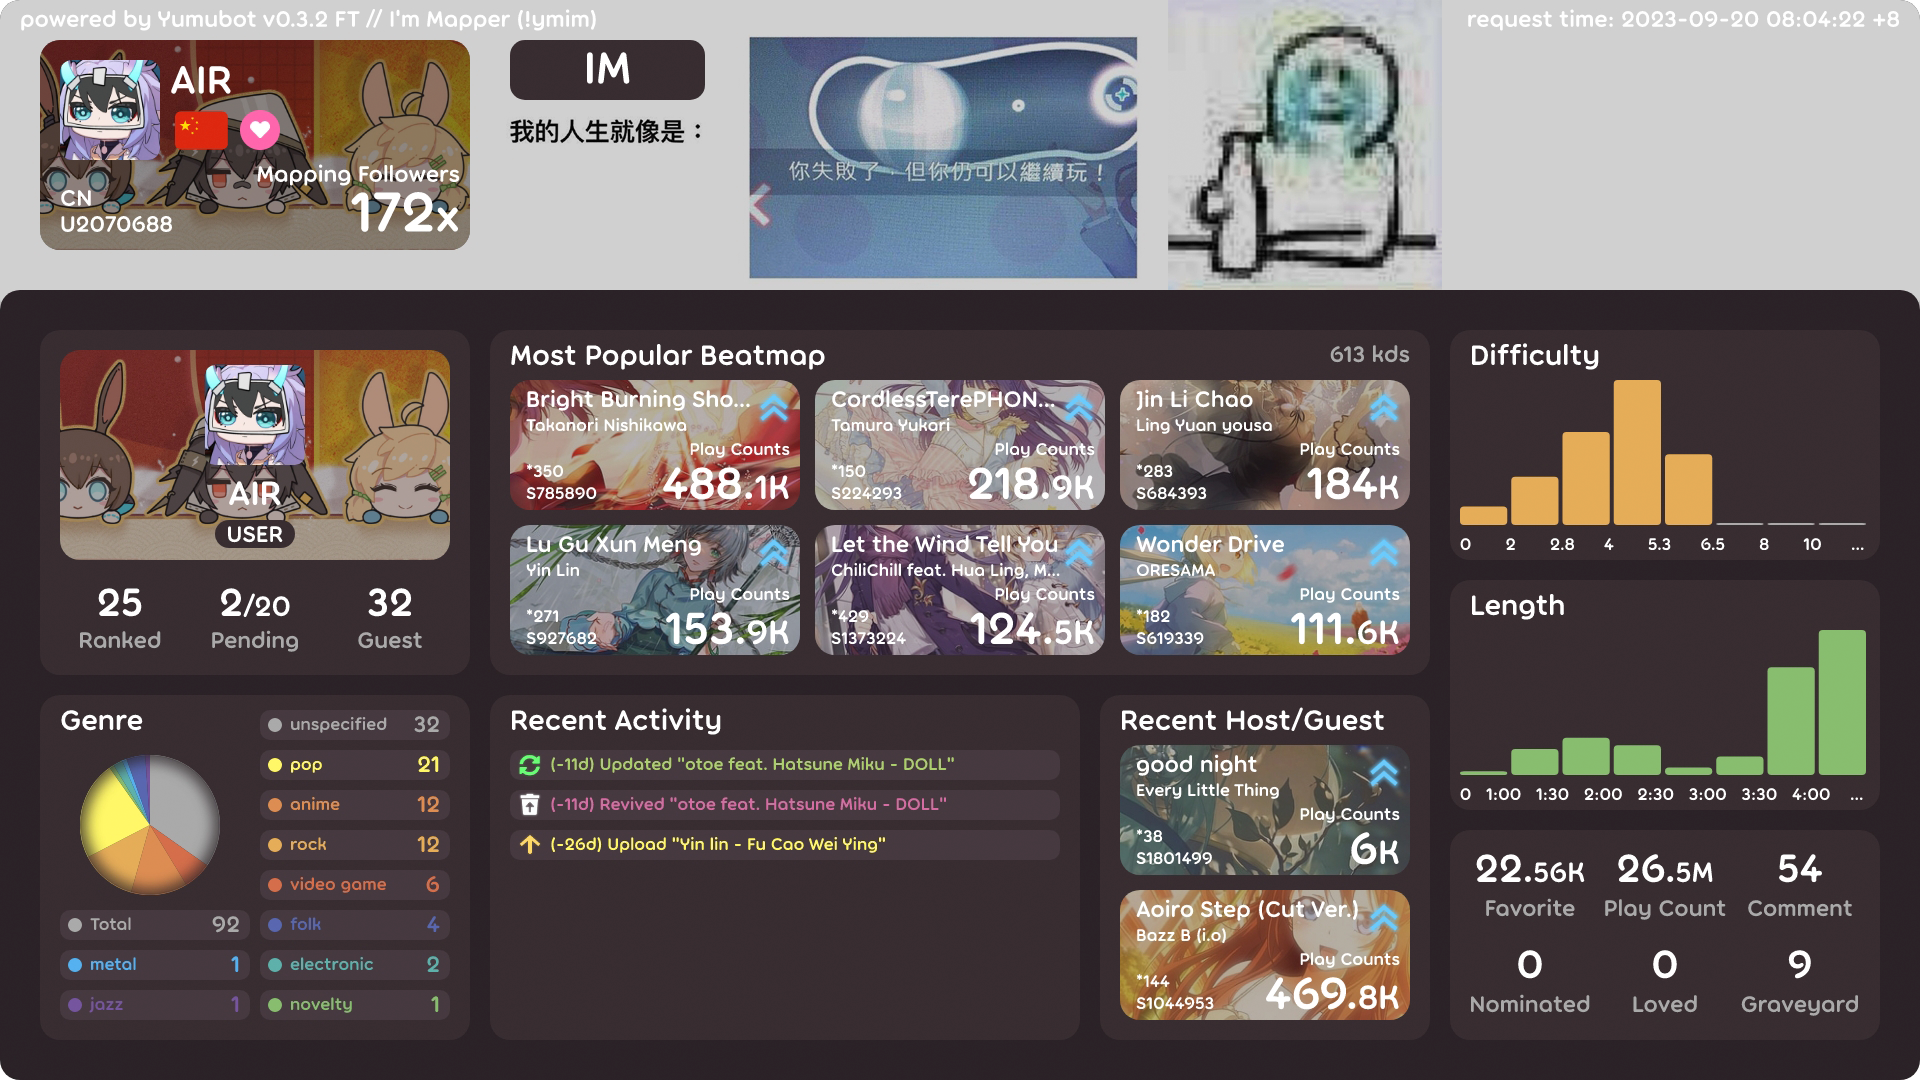 powered by Yumubot v0.3.2 FT // I'm Mapper (!ymim)
request time: 2023-09-20 08:04:22 +8
AIR
Mapping Followers
CN
U2070688
172x
IM
我的人生就像是：
你失敗了，但你仍可以繼續玩！
AIR
USER
25
Ranked
2/20
Pending
32
Guest
Most Popular Beatmap
613 kds
Bright Burning Sho...
Takanori Nishikawa
Play Counts
*350
S785890
488.1K
CordlessTerePHON...
Tamura Yukari
Play Counts
*150
S224293
218.9K
Jin Li Chao
Ling Yuan yousa
Play Counts
*283
S684393
184K
Lu Gu Xun Meng
Yin Lin
Play Counts
*271
S927682
153.9K
Let the Wind Tell You
ChiliChill feat. Hua Ling, M...
Play Counts
*429
S1373224
124.5K
Wonder Drive
ORESAMA
Play Counts
*182
S619339
111.6K
Difficulty
0 2 2.8 4 5.3 6.5 8 10 ...
Length
0 1:00 1:30 2:00 2:30 3:00 3:30 4:00 ...
Genre
unspecified 32
pop 21
anime 12
rock 12
video game 6
Total 92
folk 4
metal 1
electronic 2
jazz 1
novelty 1
Recent Activity
(-11d) Updated "otoe feat. Hatsune Miku - DOLL"
(-11d) Revived "otoe feat. Hatsune Miku - DOLL"
(-26d) Upload "Yin lin - Fu Cao Wei Ying"
Recent Host/Guest
good night
Every Little Thing
Play Counts
*38
S1801499
6K
Aoiro Step (Cut Ver.)
Bazz B (i.o)
Play Counts
*144
S1044953
469.8K
22.56K
Favorite
26.5M
Play Count
54
Comment
0
Nominated
0
Loved
9
Graveyard